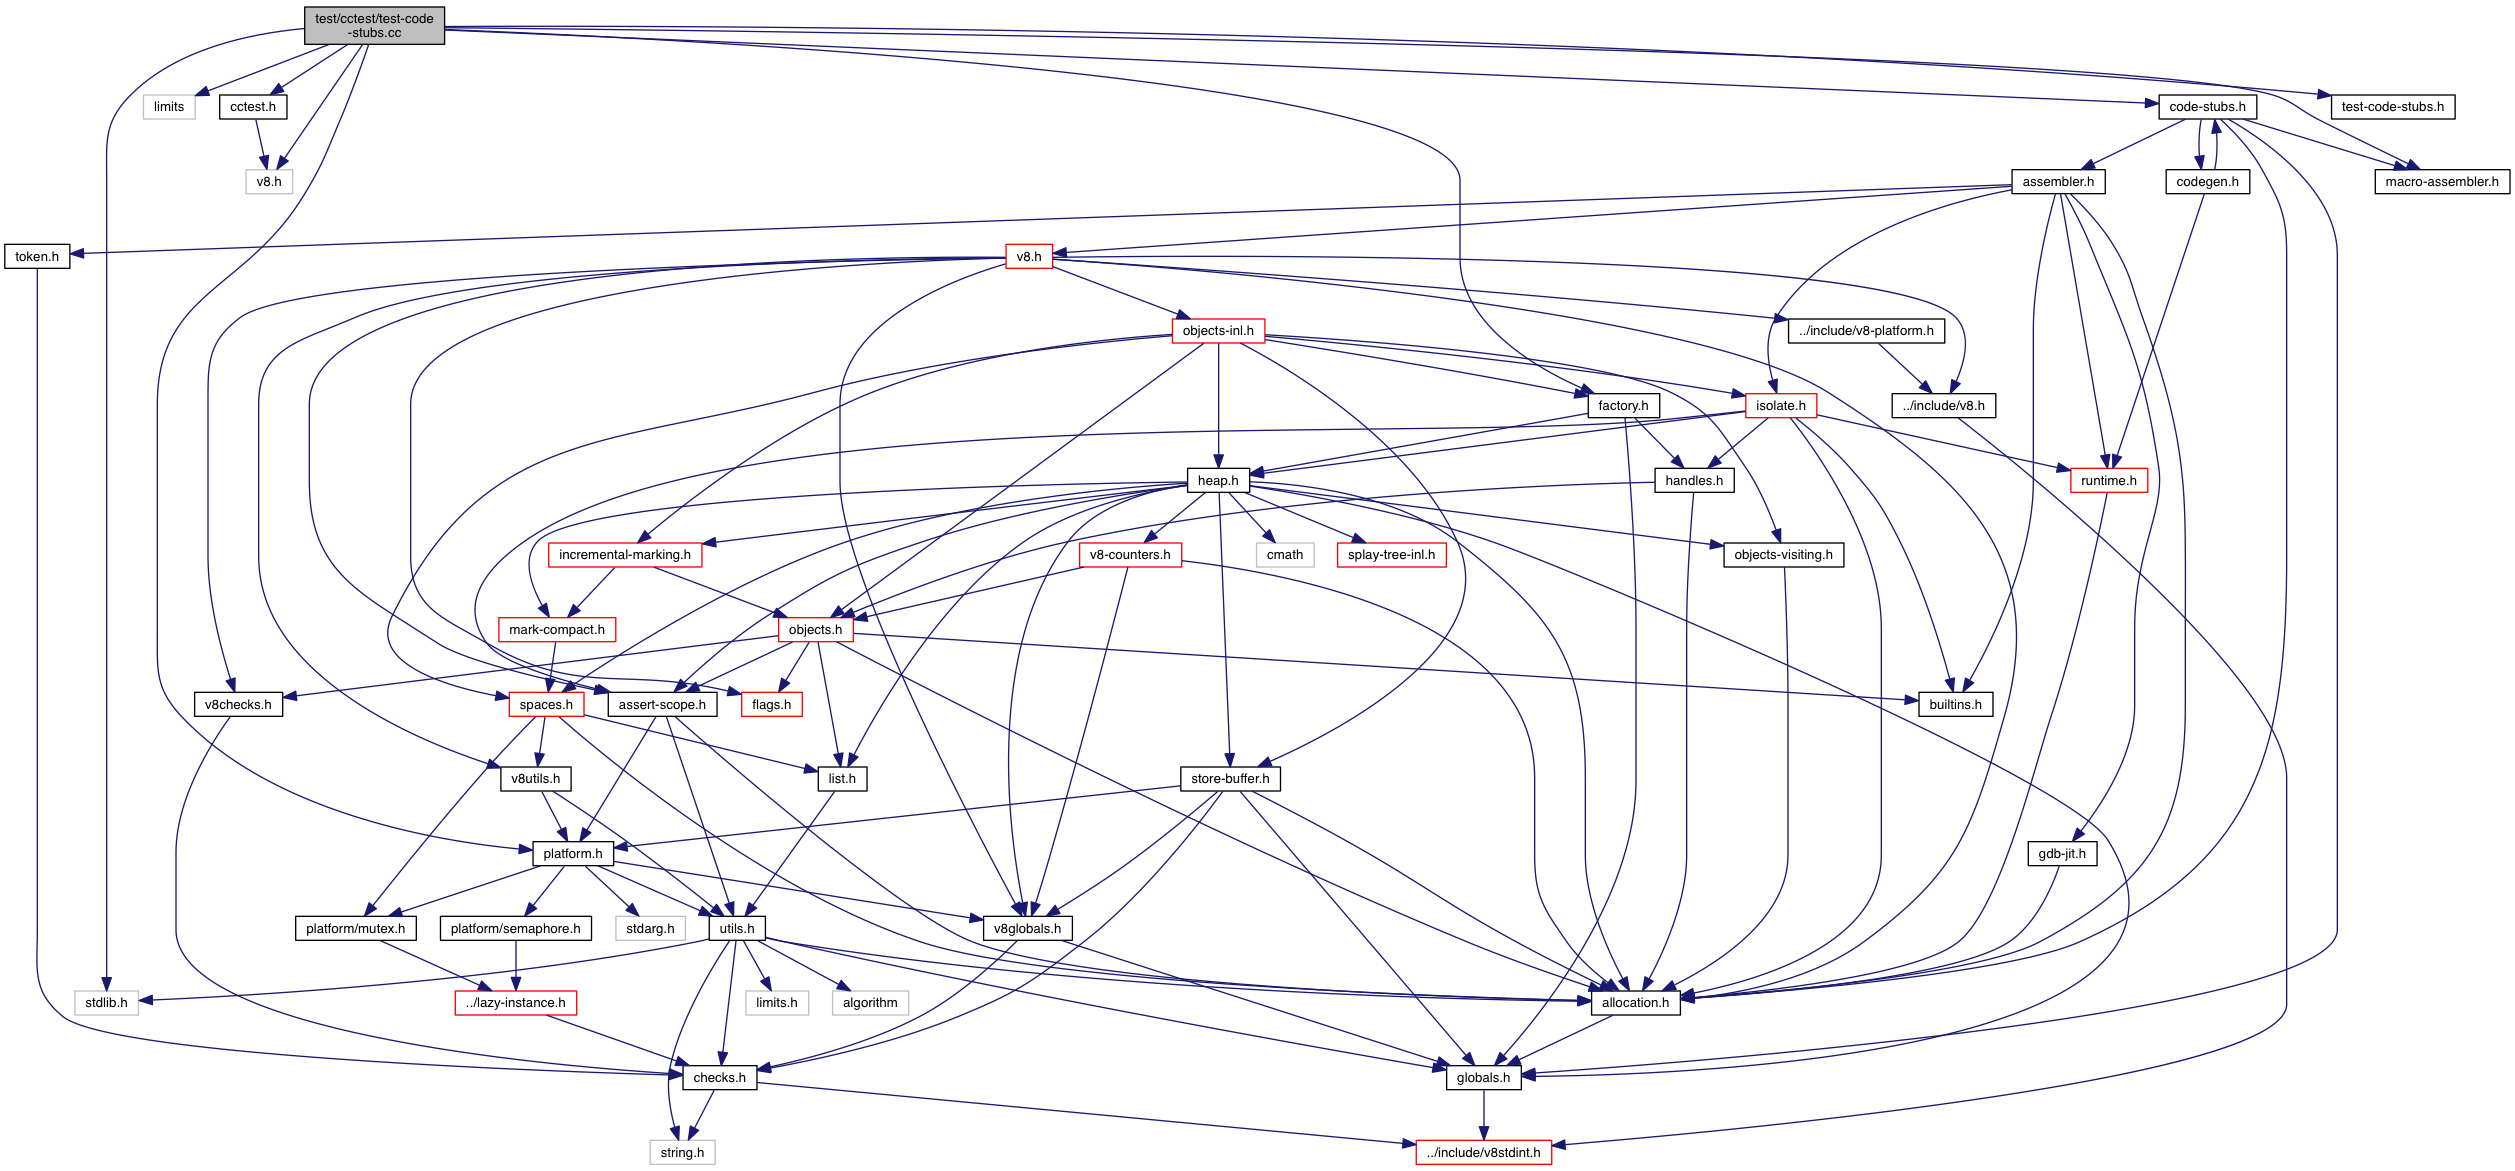 test/cctest/test-code
-stubs.cc
limits
cctest.h
code-stubs.h
test-code-stubs.h
v8.h
assembler.h
codegen.h
macro-assembler.h
token.h
v8.h
objects-inl.h
../include/v8-platform.h
factory.h
isolate.h
../include/v8.h
heap.h
handles.h
runtime.h
incremental-marking.h
v8-counters.h
cmath
splay-tree-inl.h
objects-visiting.h
mark-compact.h
objects.h
v8checks.h
spaces.h
assert-scope.h
flags.h
builtins.h
v8utils.h
list.h
store-buffer.h
platform.h
gdb-jit.h
platform/mutex.h
platform/semaphore.h
stdarg.h
utils.h
v8globals.h
stdlib.h
../lazy-instance.h
limits.h
algorithm
allocation.h
checks.h
globals.h
string.h
../include/v8stdint.h